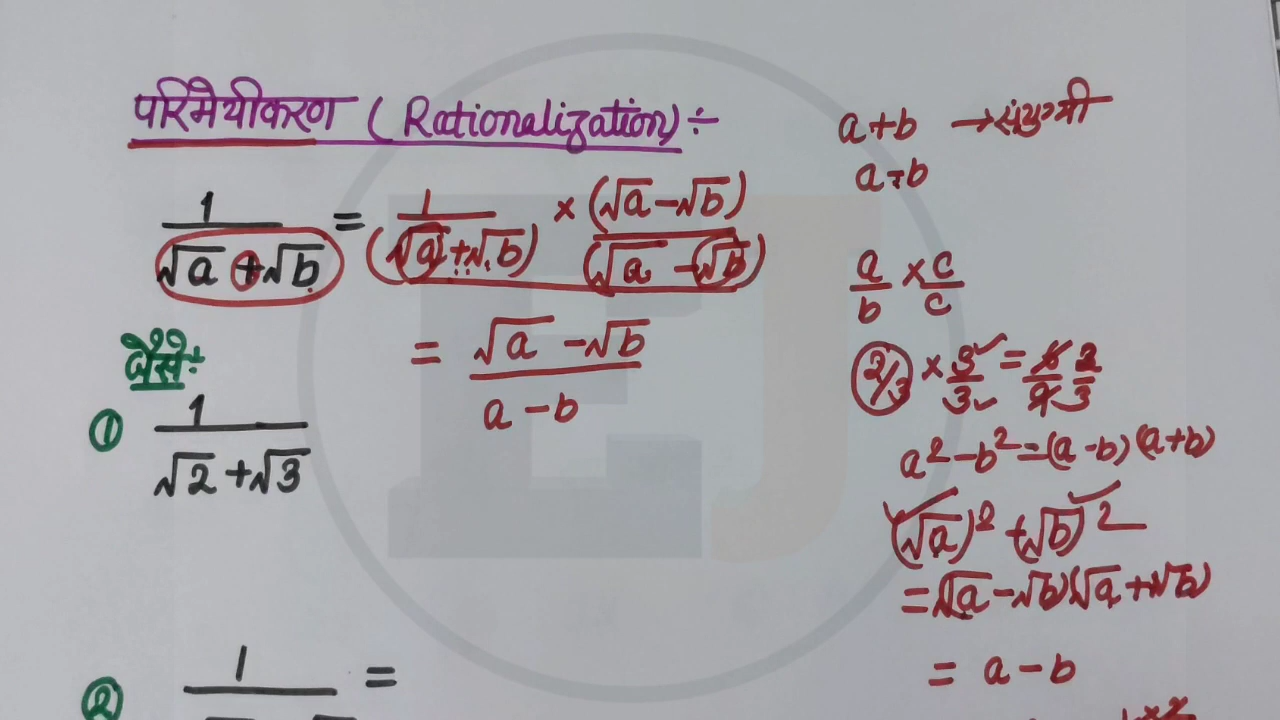 परिमेयीकरण ( Rationalization) ÷
1/(√a + √b) = 1/(√a + √b) × (√a - √b)/(√a - √b)
= (√a - √b)/(a - b)
जैसे ÷
① 1/(√2 + √3)
② 1/ =
a + b → संयुग्मी
a - b
a/b × c/c
2/3 × 3/3 = 6/9 2/3
a² - b² = (a - b) (a + b)
(√a)² + (√b)²
= (√a - √b)(√a + √b)
= a - b
EJ